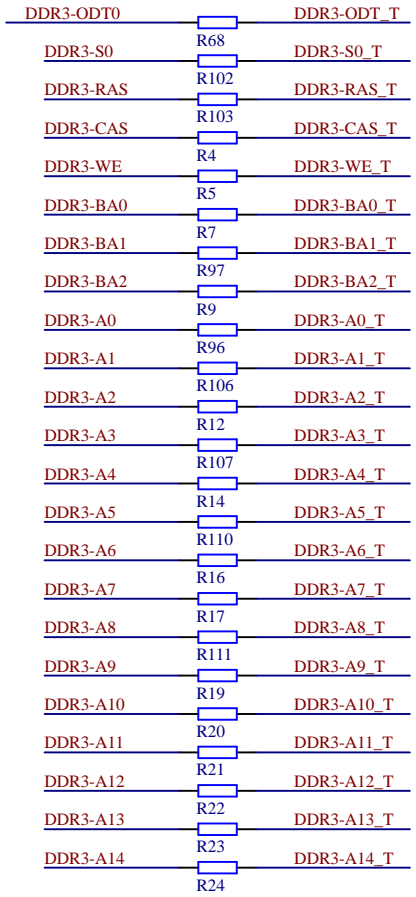 DDR3-ODT0 DDR3-ODT_T
R68
DDR3-S0 DDR3-S0_T
R102
DDR3-RAS DDR3-RAS_T
R103
DDR3-CAS DDR3-CAS_T
R4
DDR3-WE DDR3-WE_T
R5
DDR3-BA0 DDR3-BA0_T
R7
DDR3-BA1 DDR3-BA1_T
R97
DDR3-BA2 DDR3-BA2_T
R9
DDR3-A0 DDR3-A0_T
R96
DDR3-A1 DDR3-A1_T
R106
DDR3-A2 DDR3-A2_T
R12
DDR3-A3 DDR3-A3_T
R107
DDR3-A4 DDR3-A4_T
R14
DDR3-A5 DDR3-A5_T
R110
DDR3-A6 DDR3-A6_T
R16
DDR3-A7 DDR3-A7_T
R17
DDR3-A8 DDR3-A8_T
R111
DDR3-A9 DDR3-A9_T
R19
DDR3-A10 DDR3-A10_T
R20
DDR3-A11 DDR3-A11_T
R21
DDR3-A12 DDR3-A12_T
R22
DDR3-A13 DDR3-A13_T
R23
DDR3-A14 DDR3-A14_T
R24